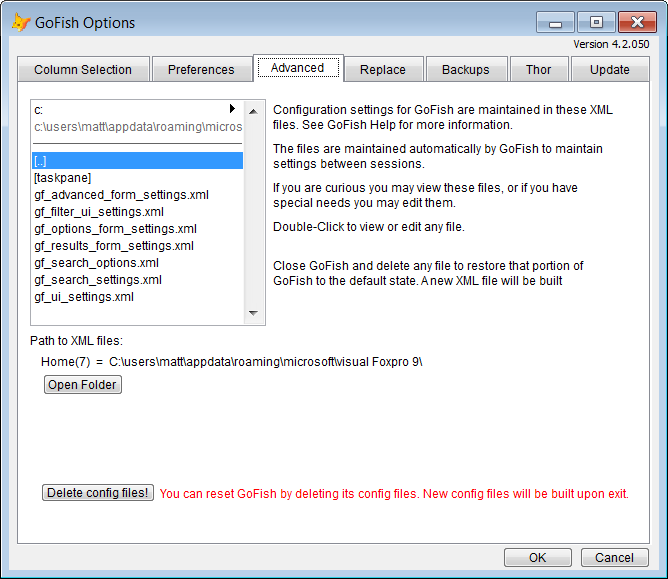 GoFish Options
Version 4.2.050
Column Selection
Preferences
Advanced
Replace
Backups
Thor
Update
c:
c:\users\matt\appdata\roaming\micros
[..]
[taskpane]
gf_advanced_form_settings.xml
gf_filter_ui_settings.xml
gf_options_form_settings.xml
gf_results_form_settings.xml
gf_search_options.xml
gf_search_settings.xml
gf_ui_settings.xml
Configuration settings for GoFish are maintained in these XML
files. See GoFish Help for more information.
The files are maintained automatically by GoFish to maintain
settings between sessions.
If you are curious you may view these files, or if you have
special needs you may edit them.
Double-Click to view or edit any file.
Close GoFish and delete any file to restore that portion of
GoFish to the default state. A new XML file will be built
Path to XML files:
Home(7) = C:\users\matt\appdata\roaming\microsoft\visual Foxpro 9\
Open Folder
Delete config files!
You can reset GoFish by deleting its config files. New config files will be built upon exit.
OK
Cancel